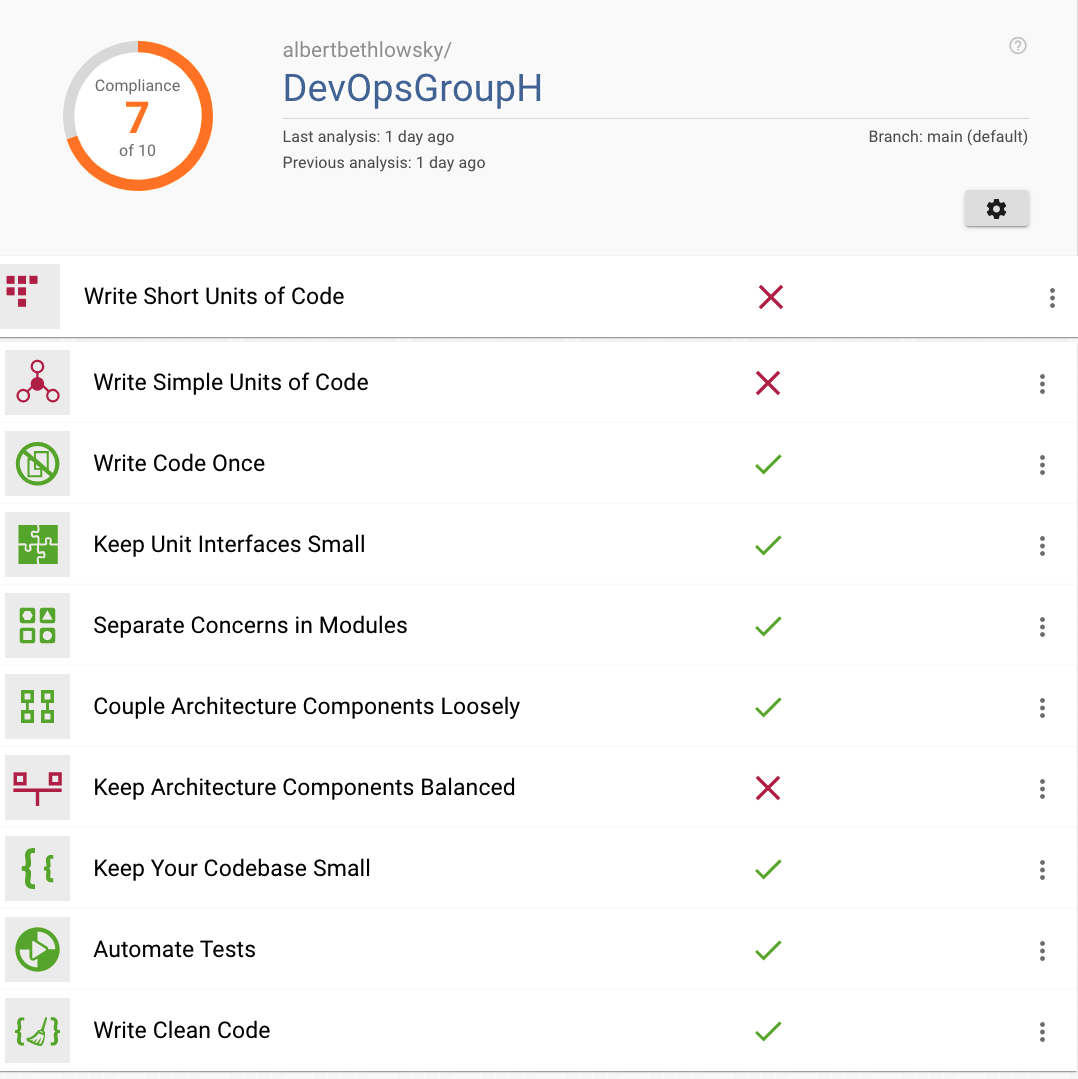 Compliance
7
of 10
albertbethlowsky/
DevOpsGroupH
Last analysis: 1 day ago
Branch: main (default)
Previous analysis: 1 day ago
Write Short Units of Code
Write Simple Units of Code
Write Code Once
Keep Unit Interfaces Small
Separate Concerns in Modules
Couple Architecture Components Loosely
Keep Architecture Components Balanced
Keep Your Codebase Small
Automate Tests
Write Clean Code